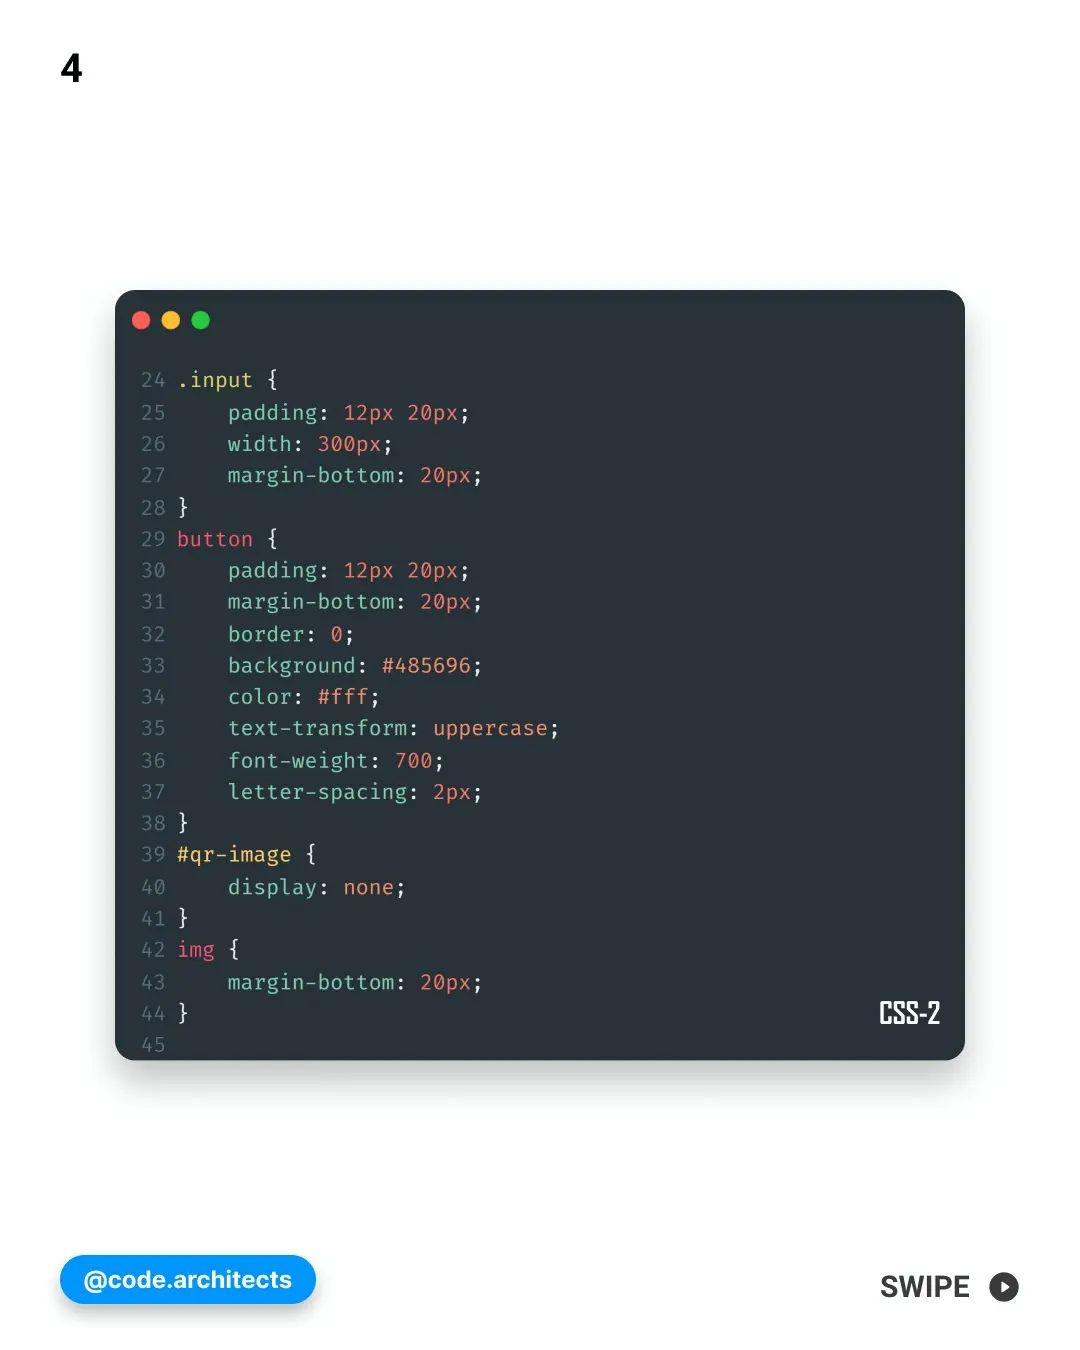 4
24 .input {
25     padding: 12px 20px;
26     width: 300px;
27     margin-bottom: 20px;
28 }
29 button {
30     padding: 12px 20px;
31     margin-bottom: 20px;
32     border: 0;
33     background: #485696;
34     color: #fff;
35     text-transform: uppercase;
36     font-weight: 700;
37     letter-spacing: 2px;
38 }
39 #qr-image {
40     display: none;
41 }
42 img {
43     margin-bottom: 20px;
44 }
CSS-2
45
@code.architects
SWIPE